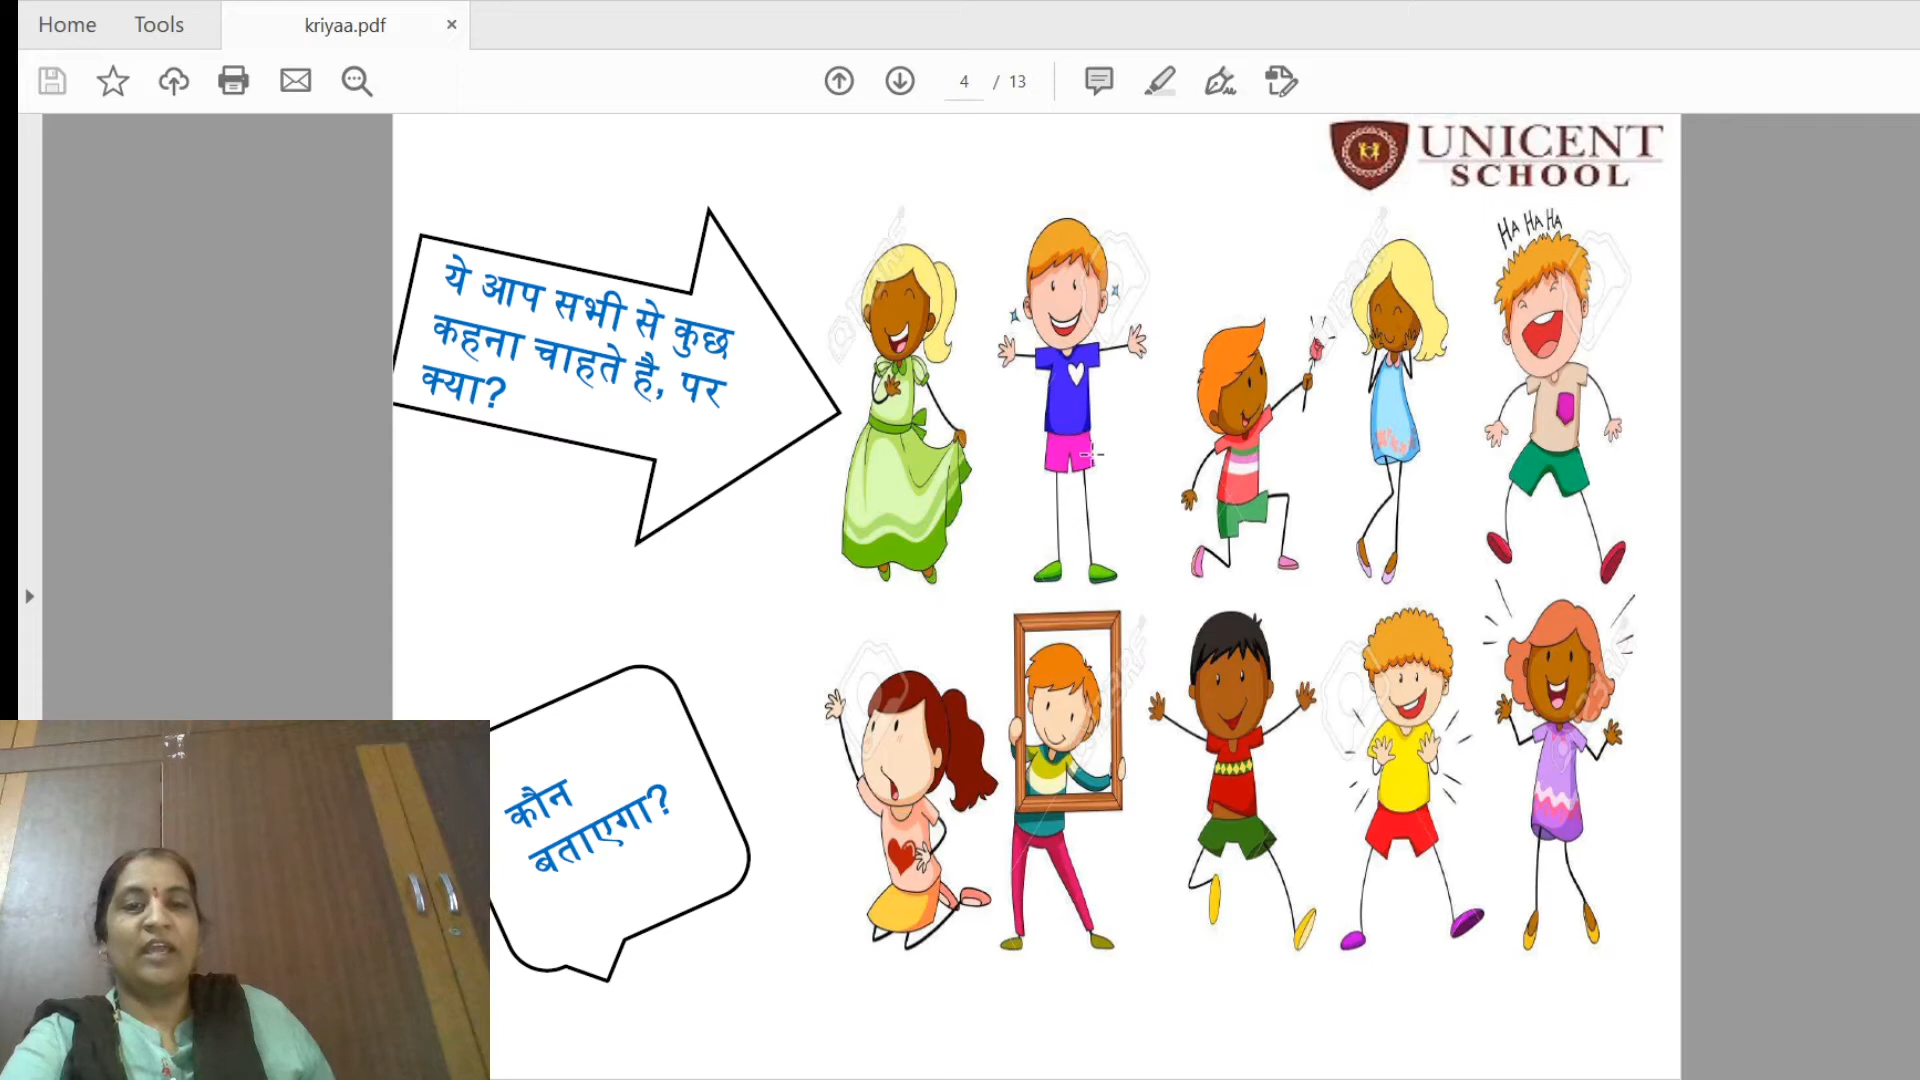 Home Tools kriyaa.pdf ×
4 / 13
UNICENT
SCHOOL
ये आप सभी से कुछ
कहना चाहते है, पर
क्या?
HA HA HA
कौन
बताएगा?